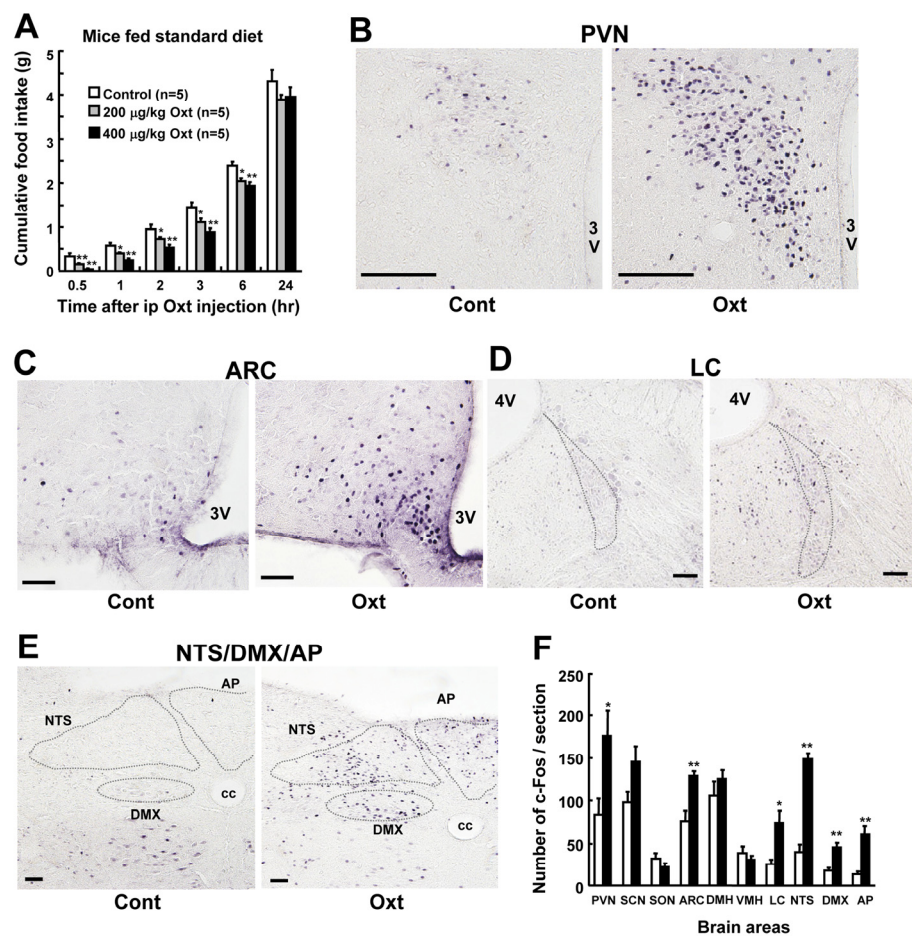 A
Mice fed standard diet
Cumulative food intake (g)
5
4
3
2
1
0
Control (n=5)
200 μg/kg Oxt (n=5)
400 μg/kg Oxt (n=5)
** **
* **
* **
* **
* **
0.5 1 2 3 6 24
Time after ip Oxt injection (hr)
B
PVN
3
V
3
V
Cont Oxt
C
ARC
3V
3V
Cont Oxt
D
LC
4V
4V
Cont Oxt
E
NTS/DMX/AP
AP
NTS
cc
DMX
AP
NTS
cc
DMX
Cont Oxt
F
Number of c-Fos / section
250
200
150
100
50
0
* ** * ** ** **
PVN SCN SON ARC DMH VMH LC NTS DMX AP
Brain areas